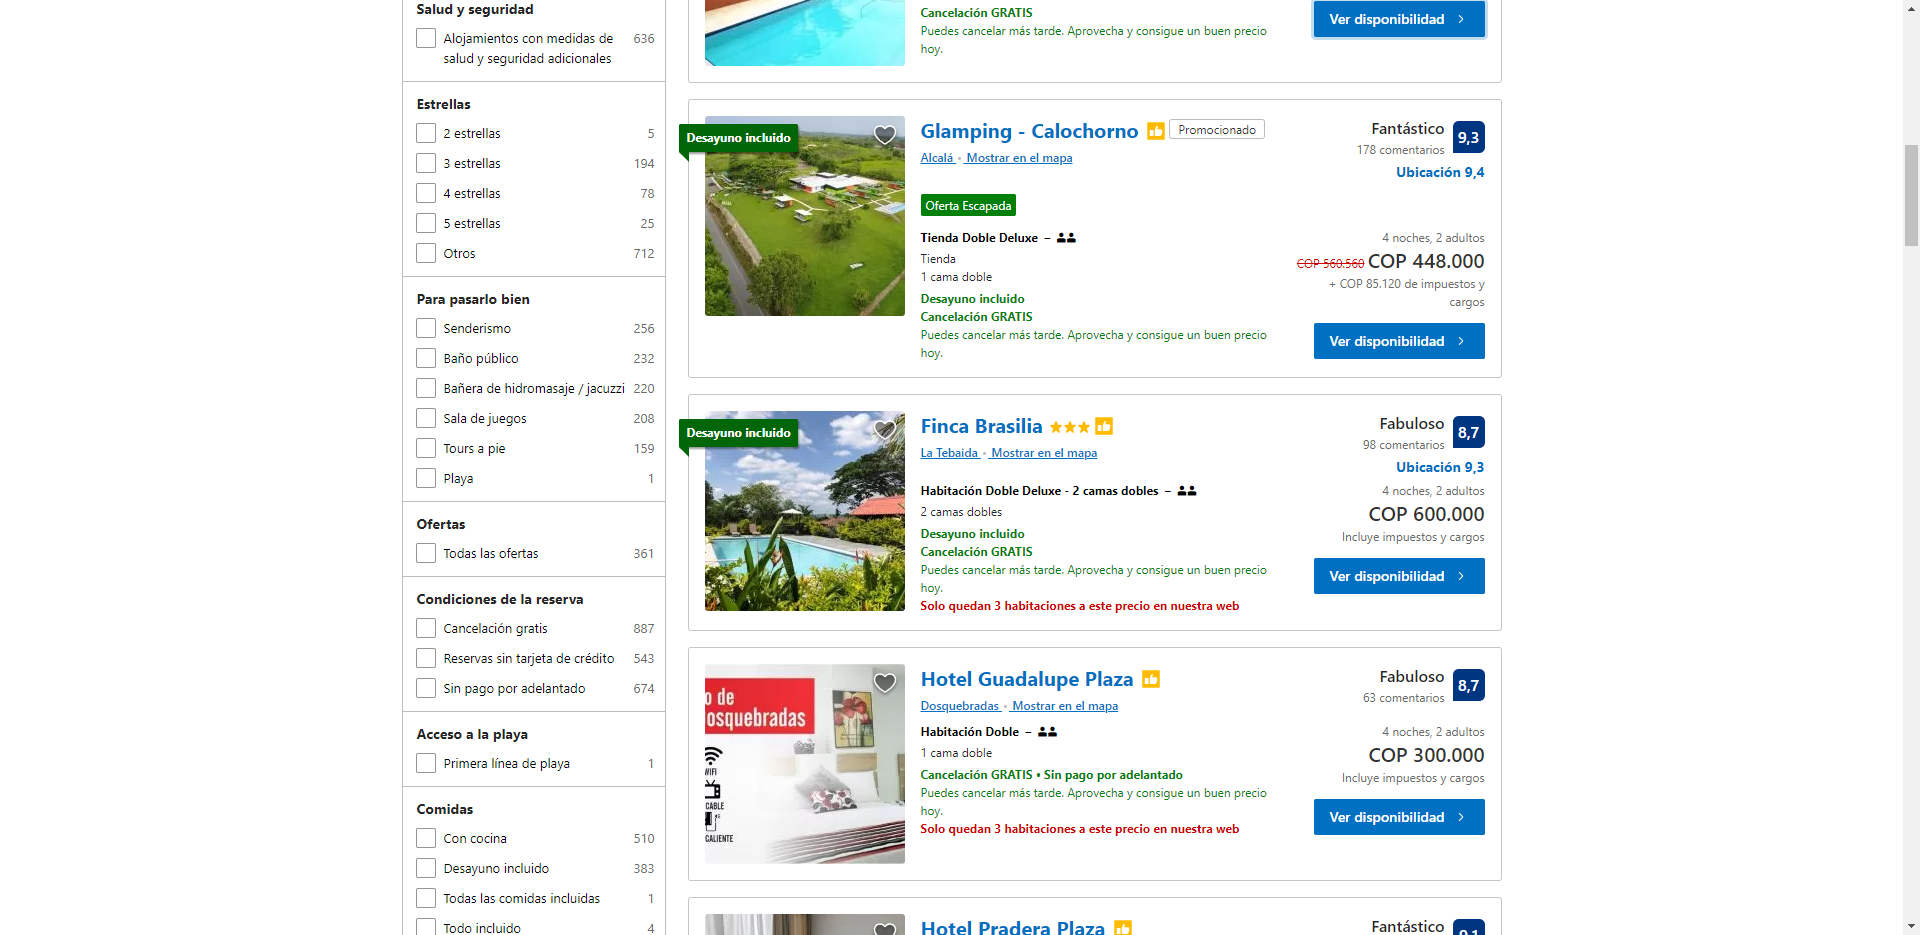 Salud y seguridad
Alojamientos con medidas de salud y seguridad adicionales 636
Estrellas
2 estrellas 5
3 estrellas 194
4 estrellas 78
5 estrellas 25
Otros 712
Para pasarlo bien
Senderismo 256
Baño público 232
Bañera de hidromasaje / jacuzzi 220
Sala de juegos 208
Tours a pie 159
Playa 1
Ofertas
Todas las ofertas 361
Condiciones de la reserva
Cancelación gratis 887
Reservas sin tarjeta de crédito 543
Sin pago por adelantado 674
Acceso a la playa
Primera línea de playa 1
Comidas
Con cocina 510
Desayuno incluido 383
Todas las comidas incluidas 1
Todo incluido 4
Cancelación GRATIS
Puedes cancelar más tarde. Aprovecha y consigue un buen precio
hoy.
Ver disponibilidad
Desayuno incluido
Glamping - Calochorno Promocionado
Alcalá • Mostrar en el mapa
Oferta Escapada
Tienda Doble Deluxe –
Tienda
1 cama doble
Desayuno incluido
Cancelación GRATIS
Puedes cancelar más tarde. Aprovecha y consigue un buen precio
hoy.
Fantástico 9,3
178 comentarios
Ubicación 9,4
4 noches, 2 adultos
COP 560.560 COP 448.000
+ COP 85.120 de impuestos y
cargos
Ver disponibilidad
Desayuno incluido
Finca Brasilia
La Tebaida • Mostrar en el mapa
Habitación Doble Deluxe - 2 camas dobles –
2 camas dobles
Desayuno incluido
Cancelación GRATIS
Puedes cancelar más tarde. Aprovecha y consigue un buen precio
hoy.
Solo quedan 3 habitaciones a este precio en nuestra web
Fabuloso 8,7
98 comentarios
Ubicación 9,3
4 noches, 2 adultos
COP 600.000
Incluye impuestos y cargos
Ver disponibilidad
o de
osquebradas
WIFI
CABLE
CALIENTE
Hotel Guadalupe Plaza
Dosquebradas • Mostrar en el mapa
Habitación Doble –
1 cama doble
Cancelación GRATIS • Sin pago por adelantado
Puedes cancelar más tarde. Aprovecha y consigue un buen precio
hoy.
Solo quedan 3 habitaciones a este precio en nuestra web
Fabuloso 8,7
63 comentarios
4 noches, 2 adultos
COP 300.000
Incluye impuestos y cargos
Ver disponibilidad
Hotel Pradera Plaza
Fantástico 9,1